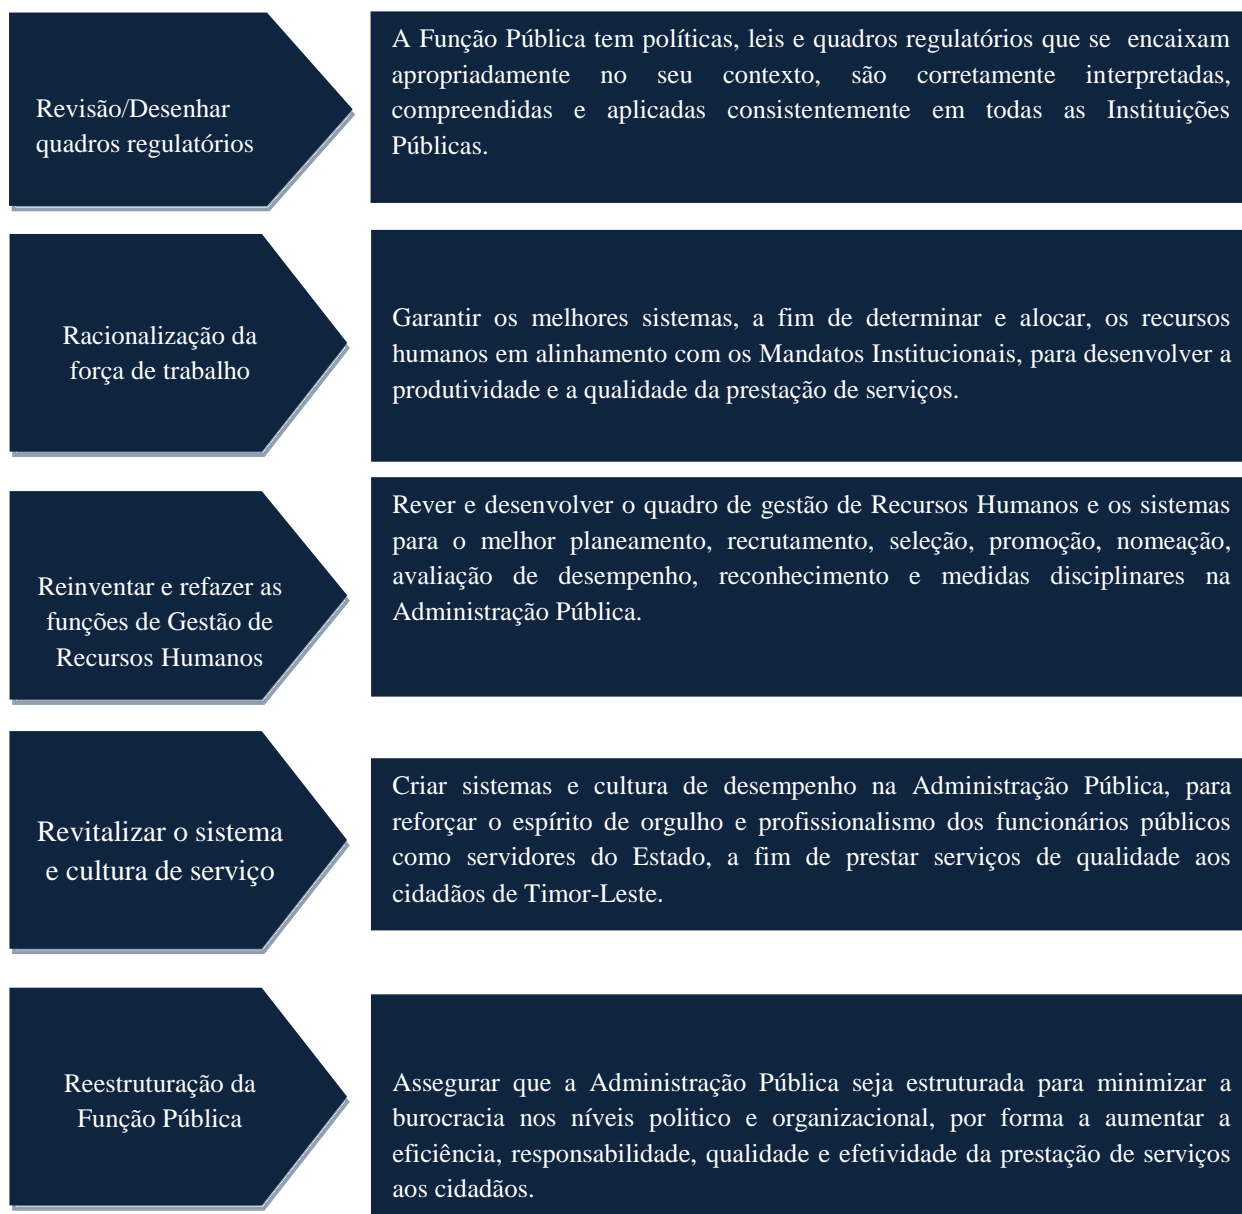 Revisão/Desenhar
quadros regulatórios
A Função Pública tem políticas, leis e quadros regulatórios que se encaixam
apropriadamente no seu contexto, são corretamente interpretadas,
compreendidas e aplicadas consistentemente em todas as Instituições
Públicas.
Racionalização da
força de trabalho
Garantir os melhores sistemas, a fim de determinar e alocar, os recursos
humanos em alinhamento com os Mandatos Institucionais, para desenvolver a
produtividade e a qualidade da prestação de serviços.
Reinventar e refazer as
funções de Gestão de
Recursos Humanos
Rever e desenvolver o quadro de gestão de Recursos Humanos e os sistemas
para o melhor planeamento, recrutamento, seleção, promoção, nomeação,
avaliação de desempenho, reconhecimento e medidas disciplinares na
Administração Pública.
Revitalizar o sistema
e cultura de serviço
Criar sistemas e cultura de desempenho na Administração Pública, para
reforçar o espírito de orgulho e profissionalismo dos funcionários públicos
como servidores do Estado, a fim de prestar serviços de qualidade aos
cidadãos de Timor-Leste.
Reestruturação da
Função Pública
Assegurar que a Administração Pública seja estruturada para minimizar a
burocracia nos níveis politico e organizacional, por forma a aumentar a
eficiência, responsabilidade, qualidade e efetividade da prestação de serviços
aos cidadãos.